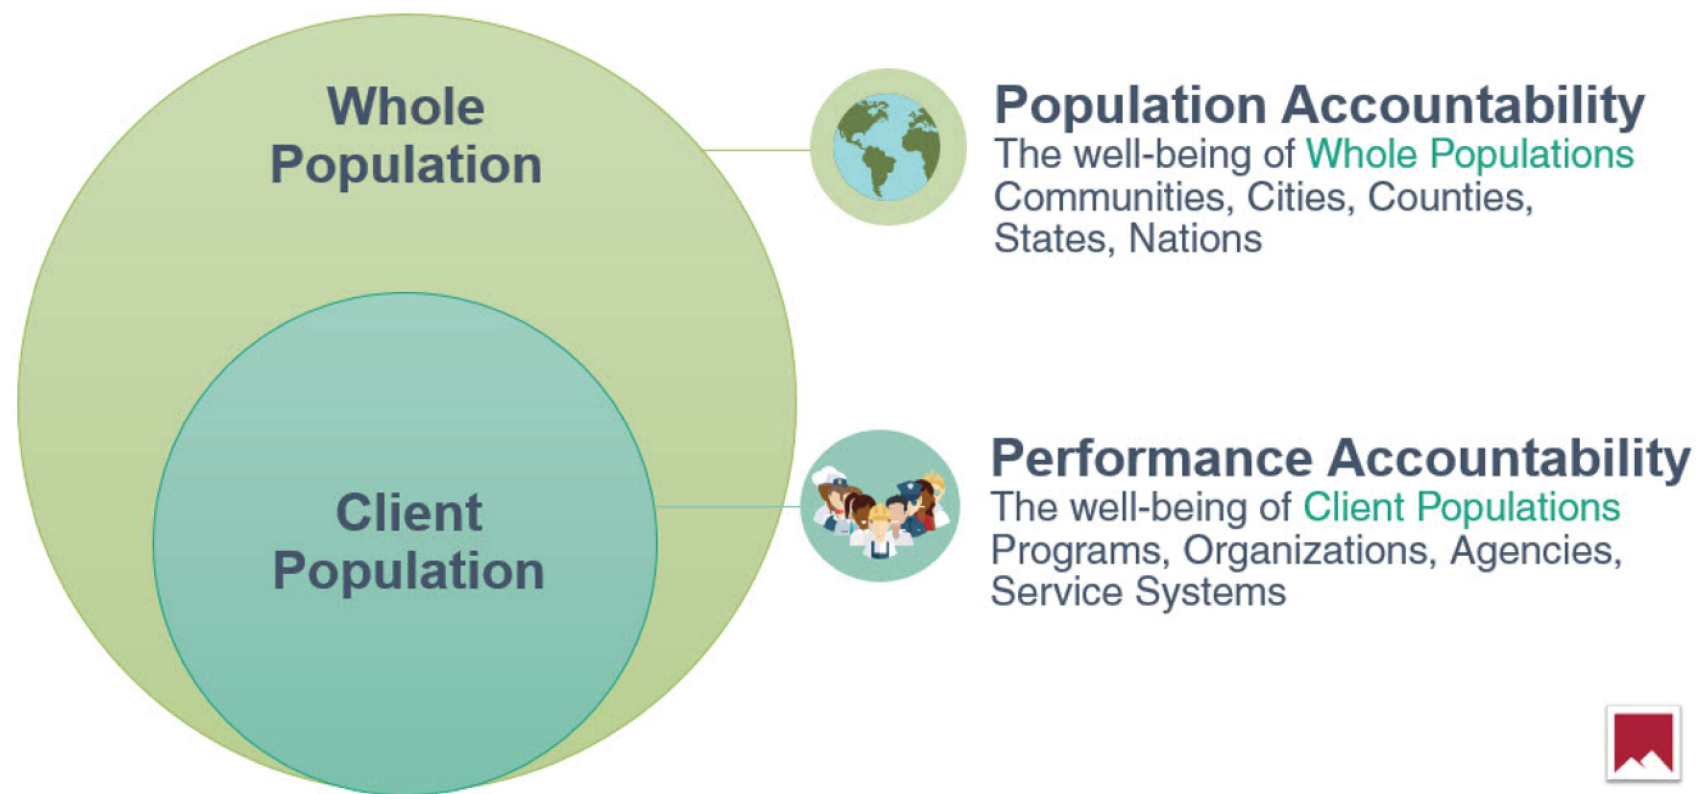 Whole
Population
Client
Population
Population Accountability
The well-being of Whole Populations
Communities, Cities, Counties,
States, Nations
Performance Accountability
The well-being of Client Populations
Programs, Organizations, Agencies,
Service Systems